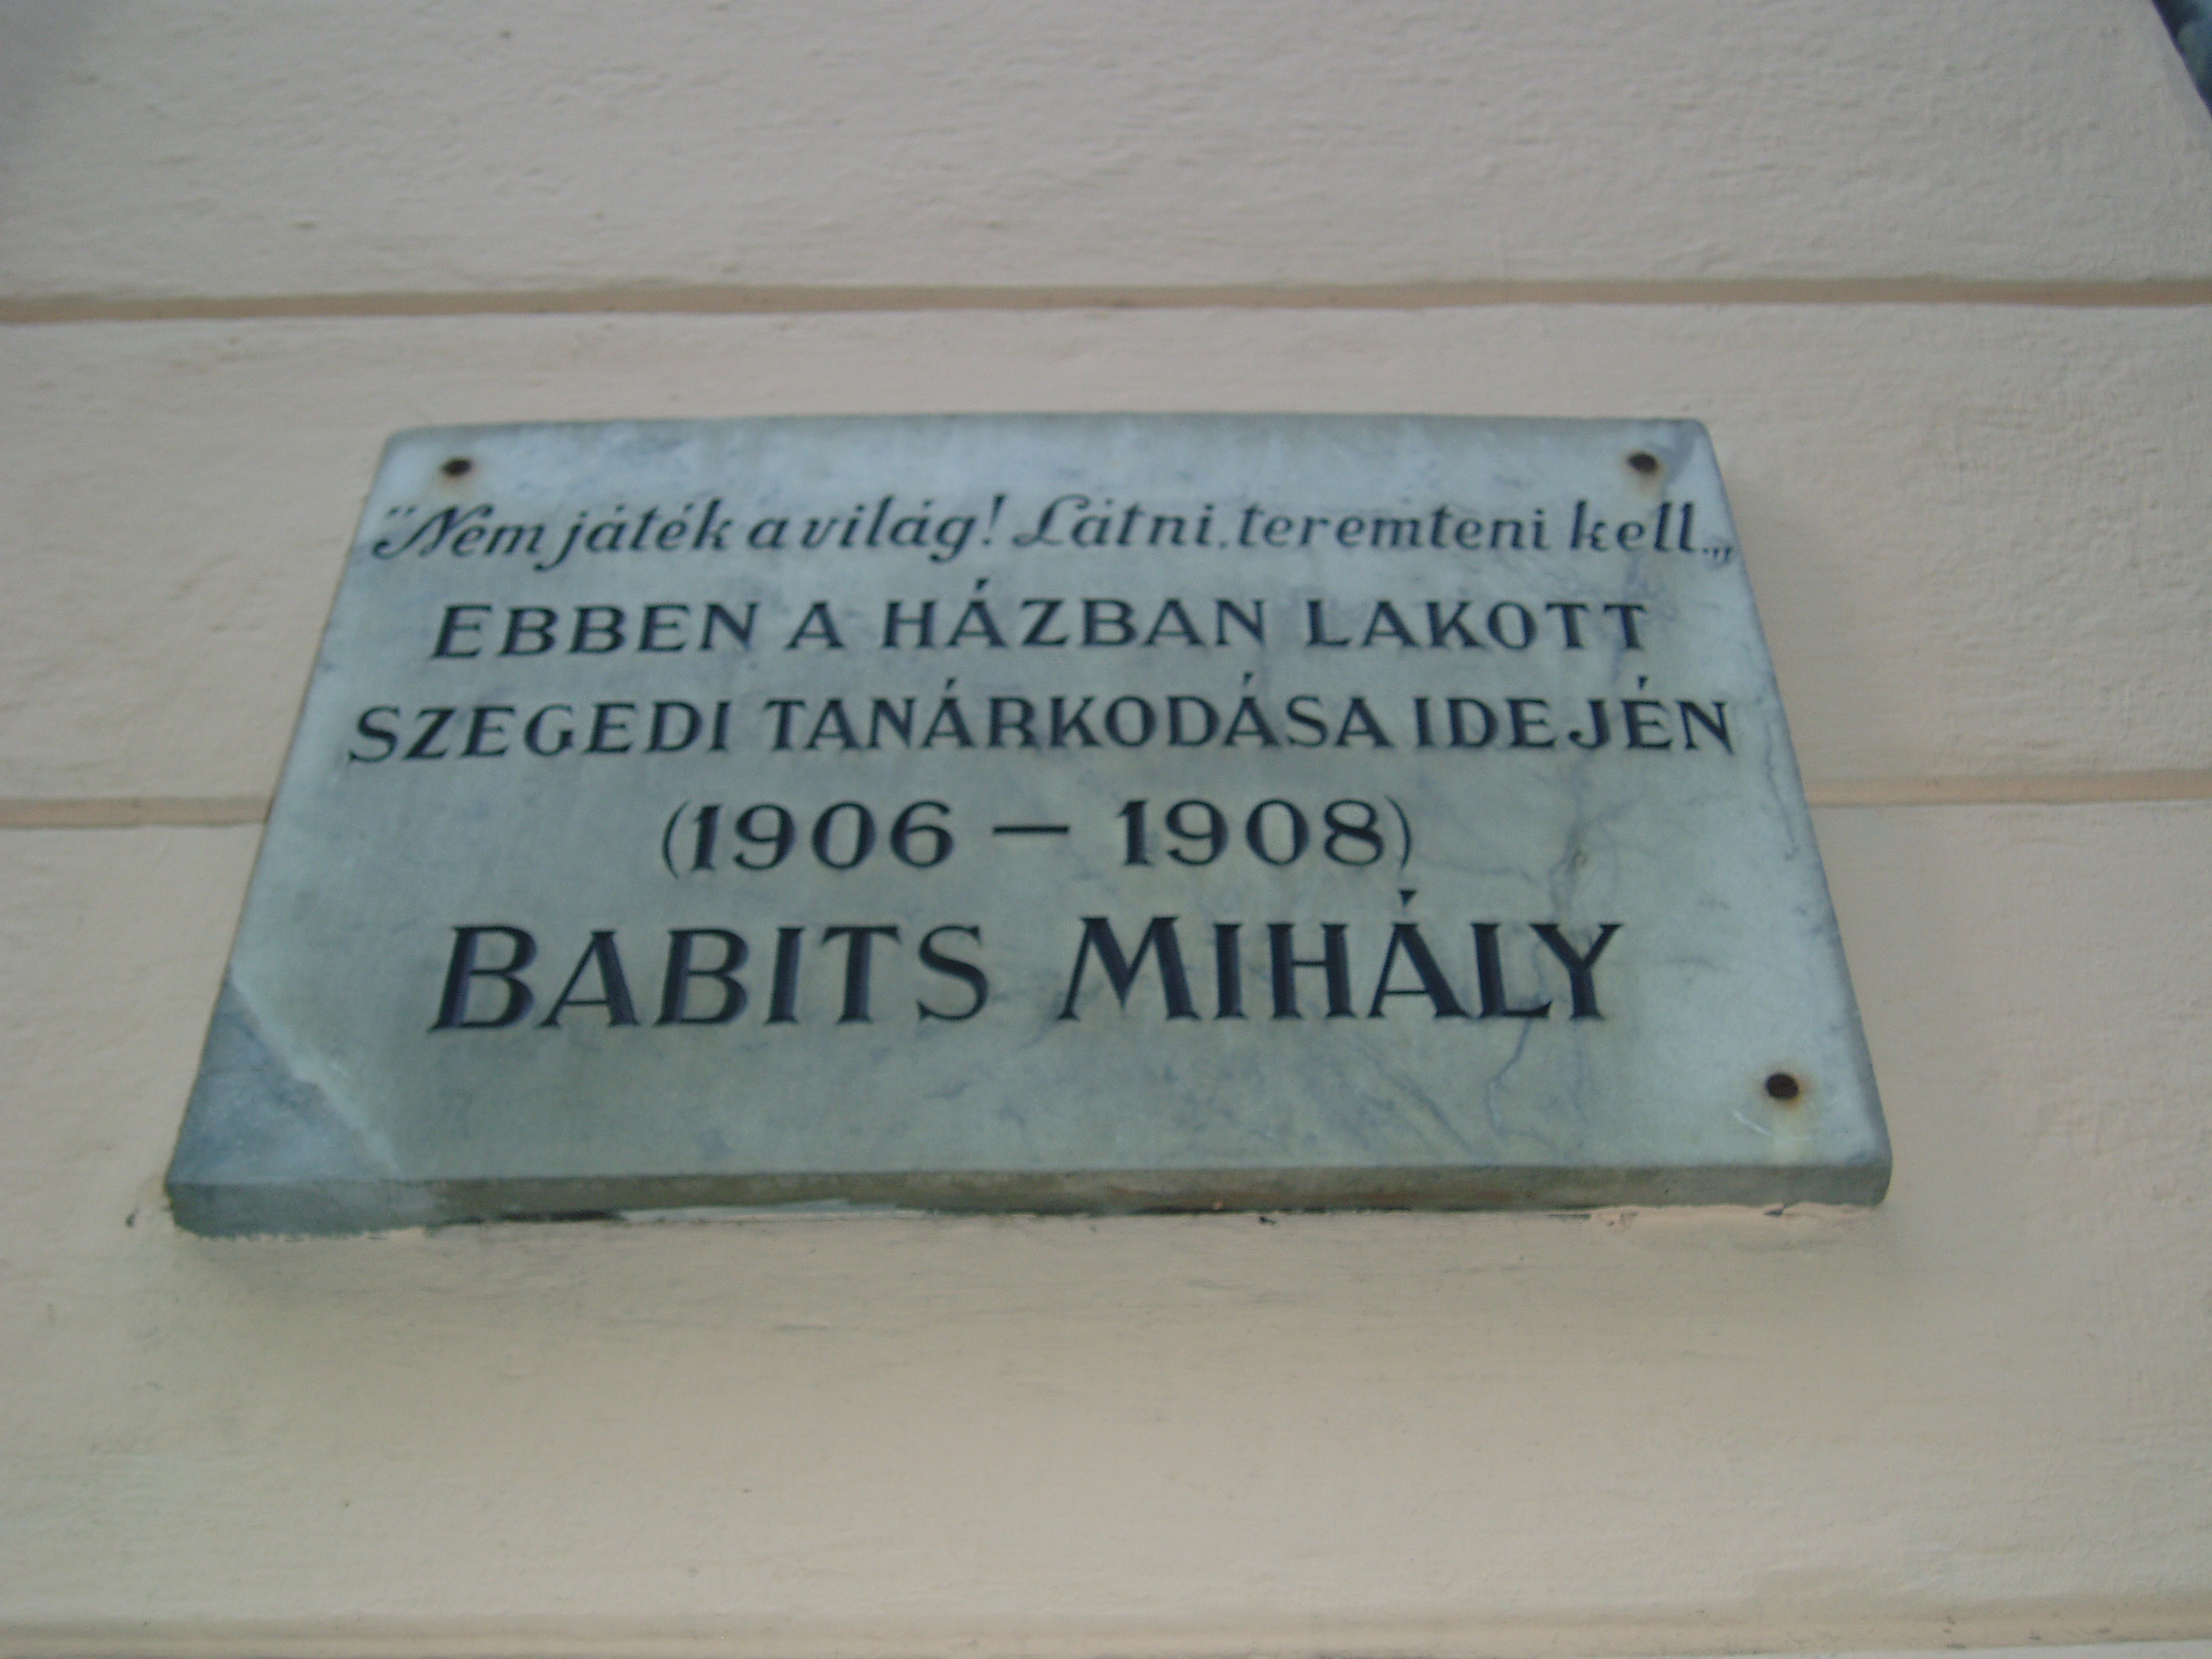 "Nem játék a világ! Látni, teremteni kell..."
EBBEN A HÁZBAN LAKOTT
SZEGEDI TANÁRKODÁSA IDEJÉN
(1906 – 1908)
BABITS MIHÁLY